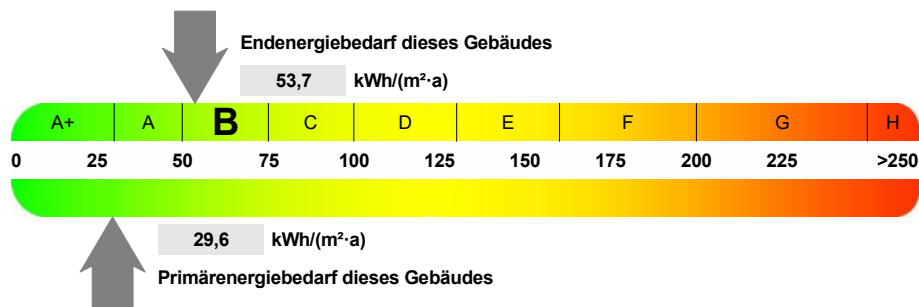 Endenergiebedarf dieses Gebäudes
53,7 kWh/(m²·a)
A+ A B C D E F G H
0 25 50 75 100 125 150 175 200 225 >250
29,6 kWh/(m²·a)
Primärenergiebedarf dieses Gebäudes